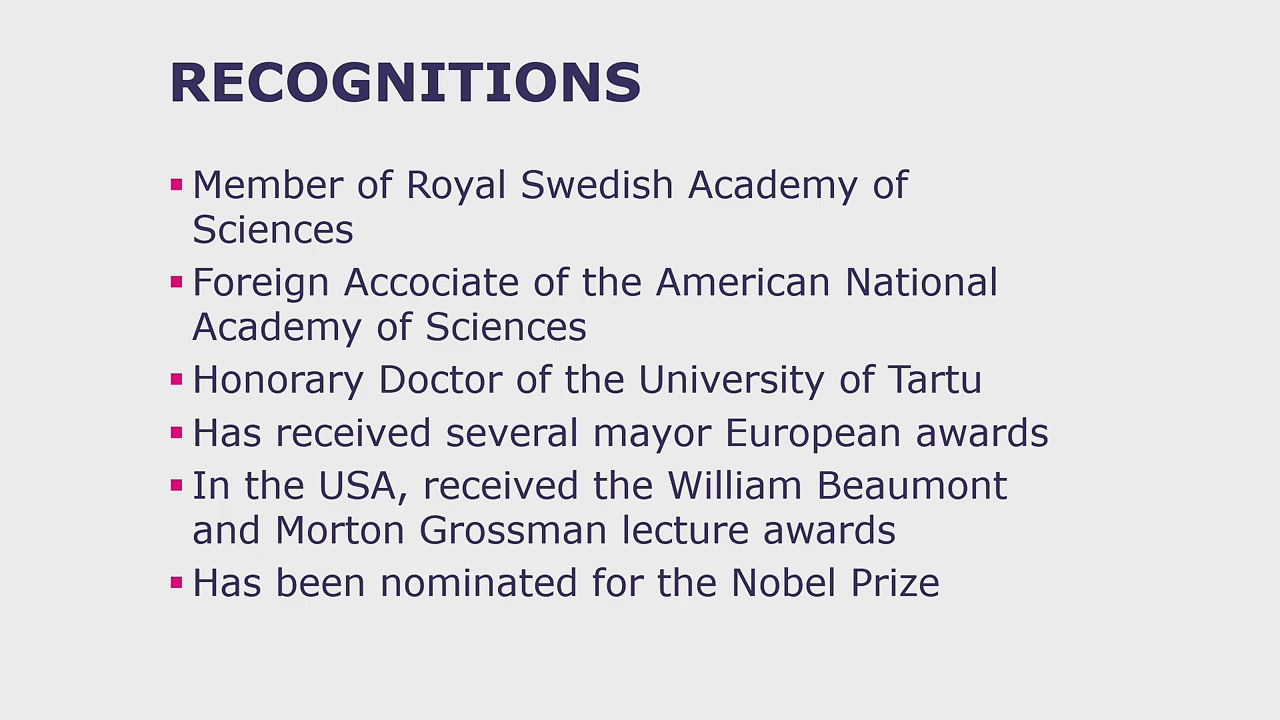 RECOGNITIONS
Member of Royal Swedish Academy of
Sciences
Foreign Accociate of the American National
Academy of Sciences
Honorary Doctor of the University of Tartu
Has received several mayor European awards
In the USA, received the William Beaumont
and Morton Grossman lecture awards
Has been nominated for the Nobel Prize